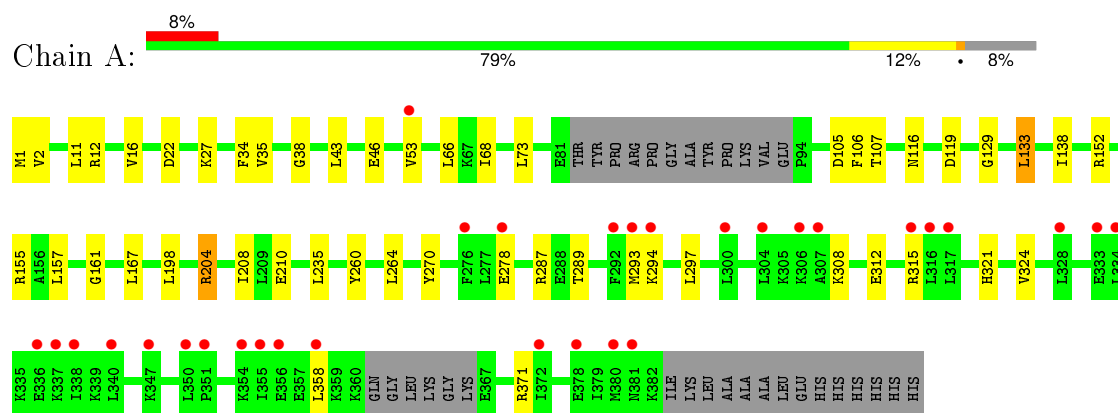 8%
Chain A:
79% 12% • 8%
M1 V2 L11 R12 V16 D22 K27 F34 V35 G38 L43 E46 V53 L66 K67 I68 L73 E81 THR TYR PRO ARG PRO GLY ALA TYR PRO LYS VAL GLU P94 D105 F106 T107 N116 D119 G129 L133 I138 R152
R155 A156 L157 G161 L167 L198 R204 I208 L209 E210 L235 Y260 L264 Y270 F276 L277 E278 R287 E288 T289 F292 M293 K294 L297 L300 L304 K305 K306 A307 K308 E312 R315 L316 L317 H321 V324 L328 E333 L334
K335 E336 K337 I338 K339 L340 K347 L350 P351 K354 I355 E356 E357 L358 K359 K360 GLN GLY LEU LYS GLY LYS E367 R371 I372 E378 I379 M380 N381 K382 ILE LYS LEU ALA ALA ALA LEU GLU HIS HIS HIS HIS HIS HIS